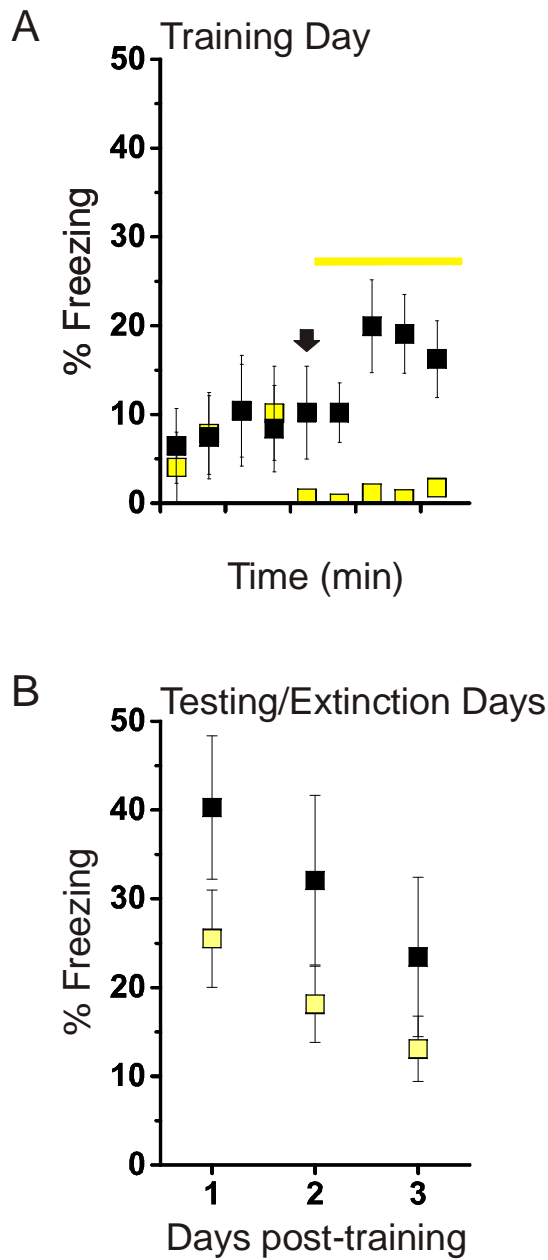 A
Training Day
50
40
30
20
10
0
% Freezing
Time (min)
B
Testing/Extinction Days
50
40
30
20
10
0
% Freezing
1 2 3
Days post-training